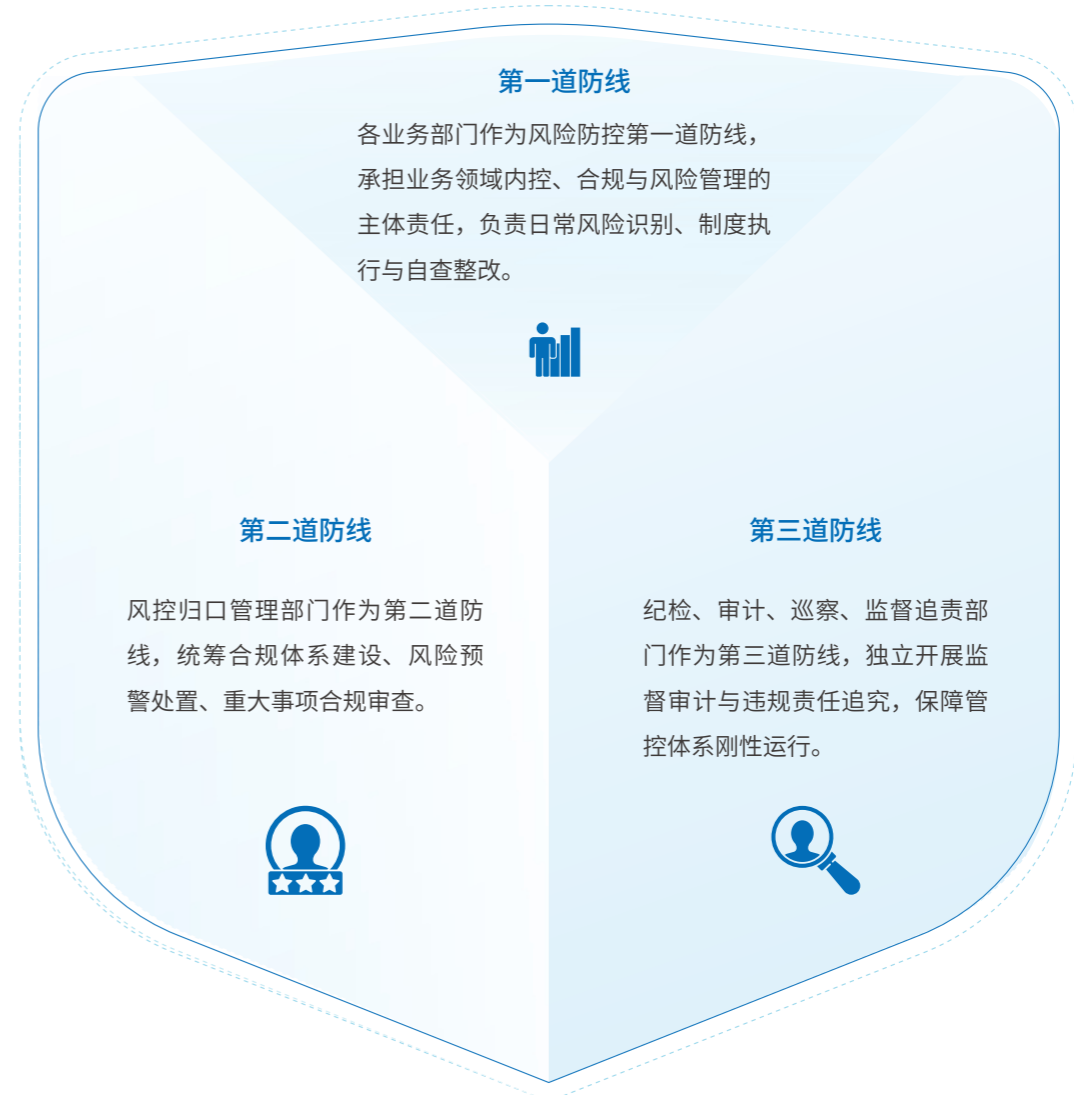 第一道防线
各业务部门作为风险防控第一道防线，
承担业务领域内控、合规与风险管理的
主体责任，负责日常风险识别、制度执
行与自查整改。
第二道防线
风控归口管理部门作为第二道防
线，统筹合规体系建设、风险预
警处置、重大事项合规审查。
第三道防线
纪检、审计、巡察、监督追责部
门作为第三道防线，独立开展监
督审计与违规责任追究，保障管
控体系刚性运行。